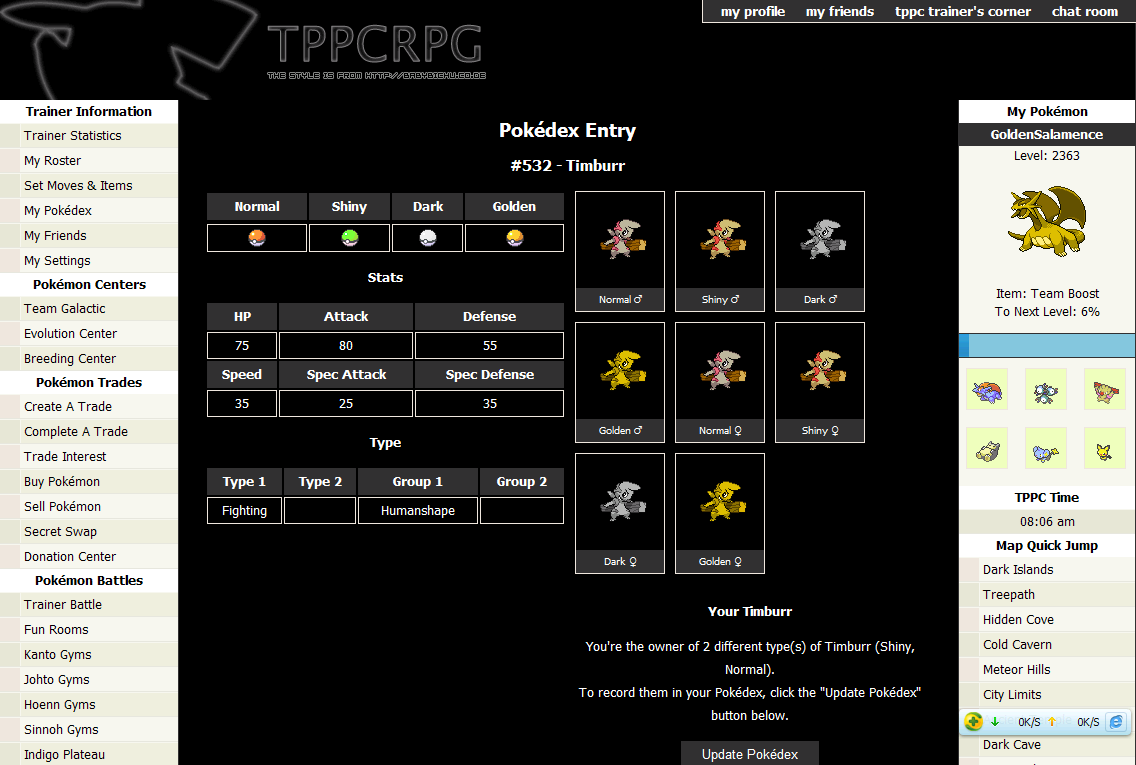 my profile my friends tppc trainer's corner chat room
TPPCRPG
THE STYLE IS FROM HTTP://BABYBICHU.CO.DE
Trainer Information
Trainer Statistics
My Roster
Set Moves & Items
My Pokédex
My Friends
My Settings
Pokémon Centers
Team Galactic
Evolution Center
Breeding Center
Pokémon Trades
Create A Trade
Complete A Trade
Trade Interest
Buy Pokémon
Sell Pokémon
Secret Swap
Donation Center
Pokémon Battles
Trainer Battle
Fun Rooms
Kanto Gyms
Johto Gyms
Hoenn Gyms
Sinnoh Gyms
Indigo Plateau
Pokédex Entry
#532 - Timburr
Normal Shiny Dark Golden
Stats
HP Attack Defense
75 80 55
Speed Spec Attack Spec Defense
35 25 35
Type
Type 1 Type 2 Group 1 Group 2
Fighting Humanshape
Normal ♂ Shiny ♂ Dark ♂
Golden ♂ Normal ♀ Shiny ♀
Dark ♀ Golden ♀
Your Timburr
You're the owner of 2 different type(s) of Timburr (Shiny,
Normal).
To record them in your Pokédex, click the "Update Pokédex"
button below.
Update Pokédex
My Pokémon
GoldenSalamence
Level: 2363
Item: Team Boost
To Next Level: 6%
TPPC Time
08:06 am
Map Quick Jump
Dark Islands
Treepath
Hidden Cove
Cold Cavern
Meteor Hills
City Limits
0K/S 0K/S
Dark Cave